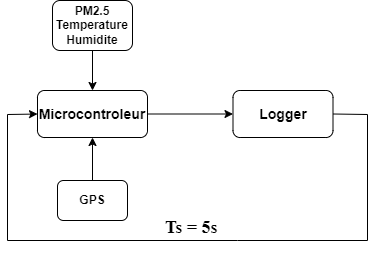 PM2.5
Temperature
Humidite
Microcontroleur
Logger
GPS
Ts = 5s